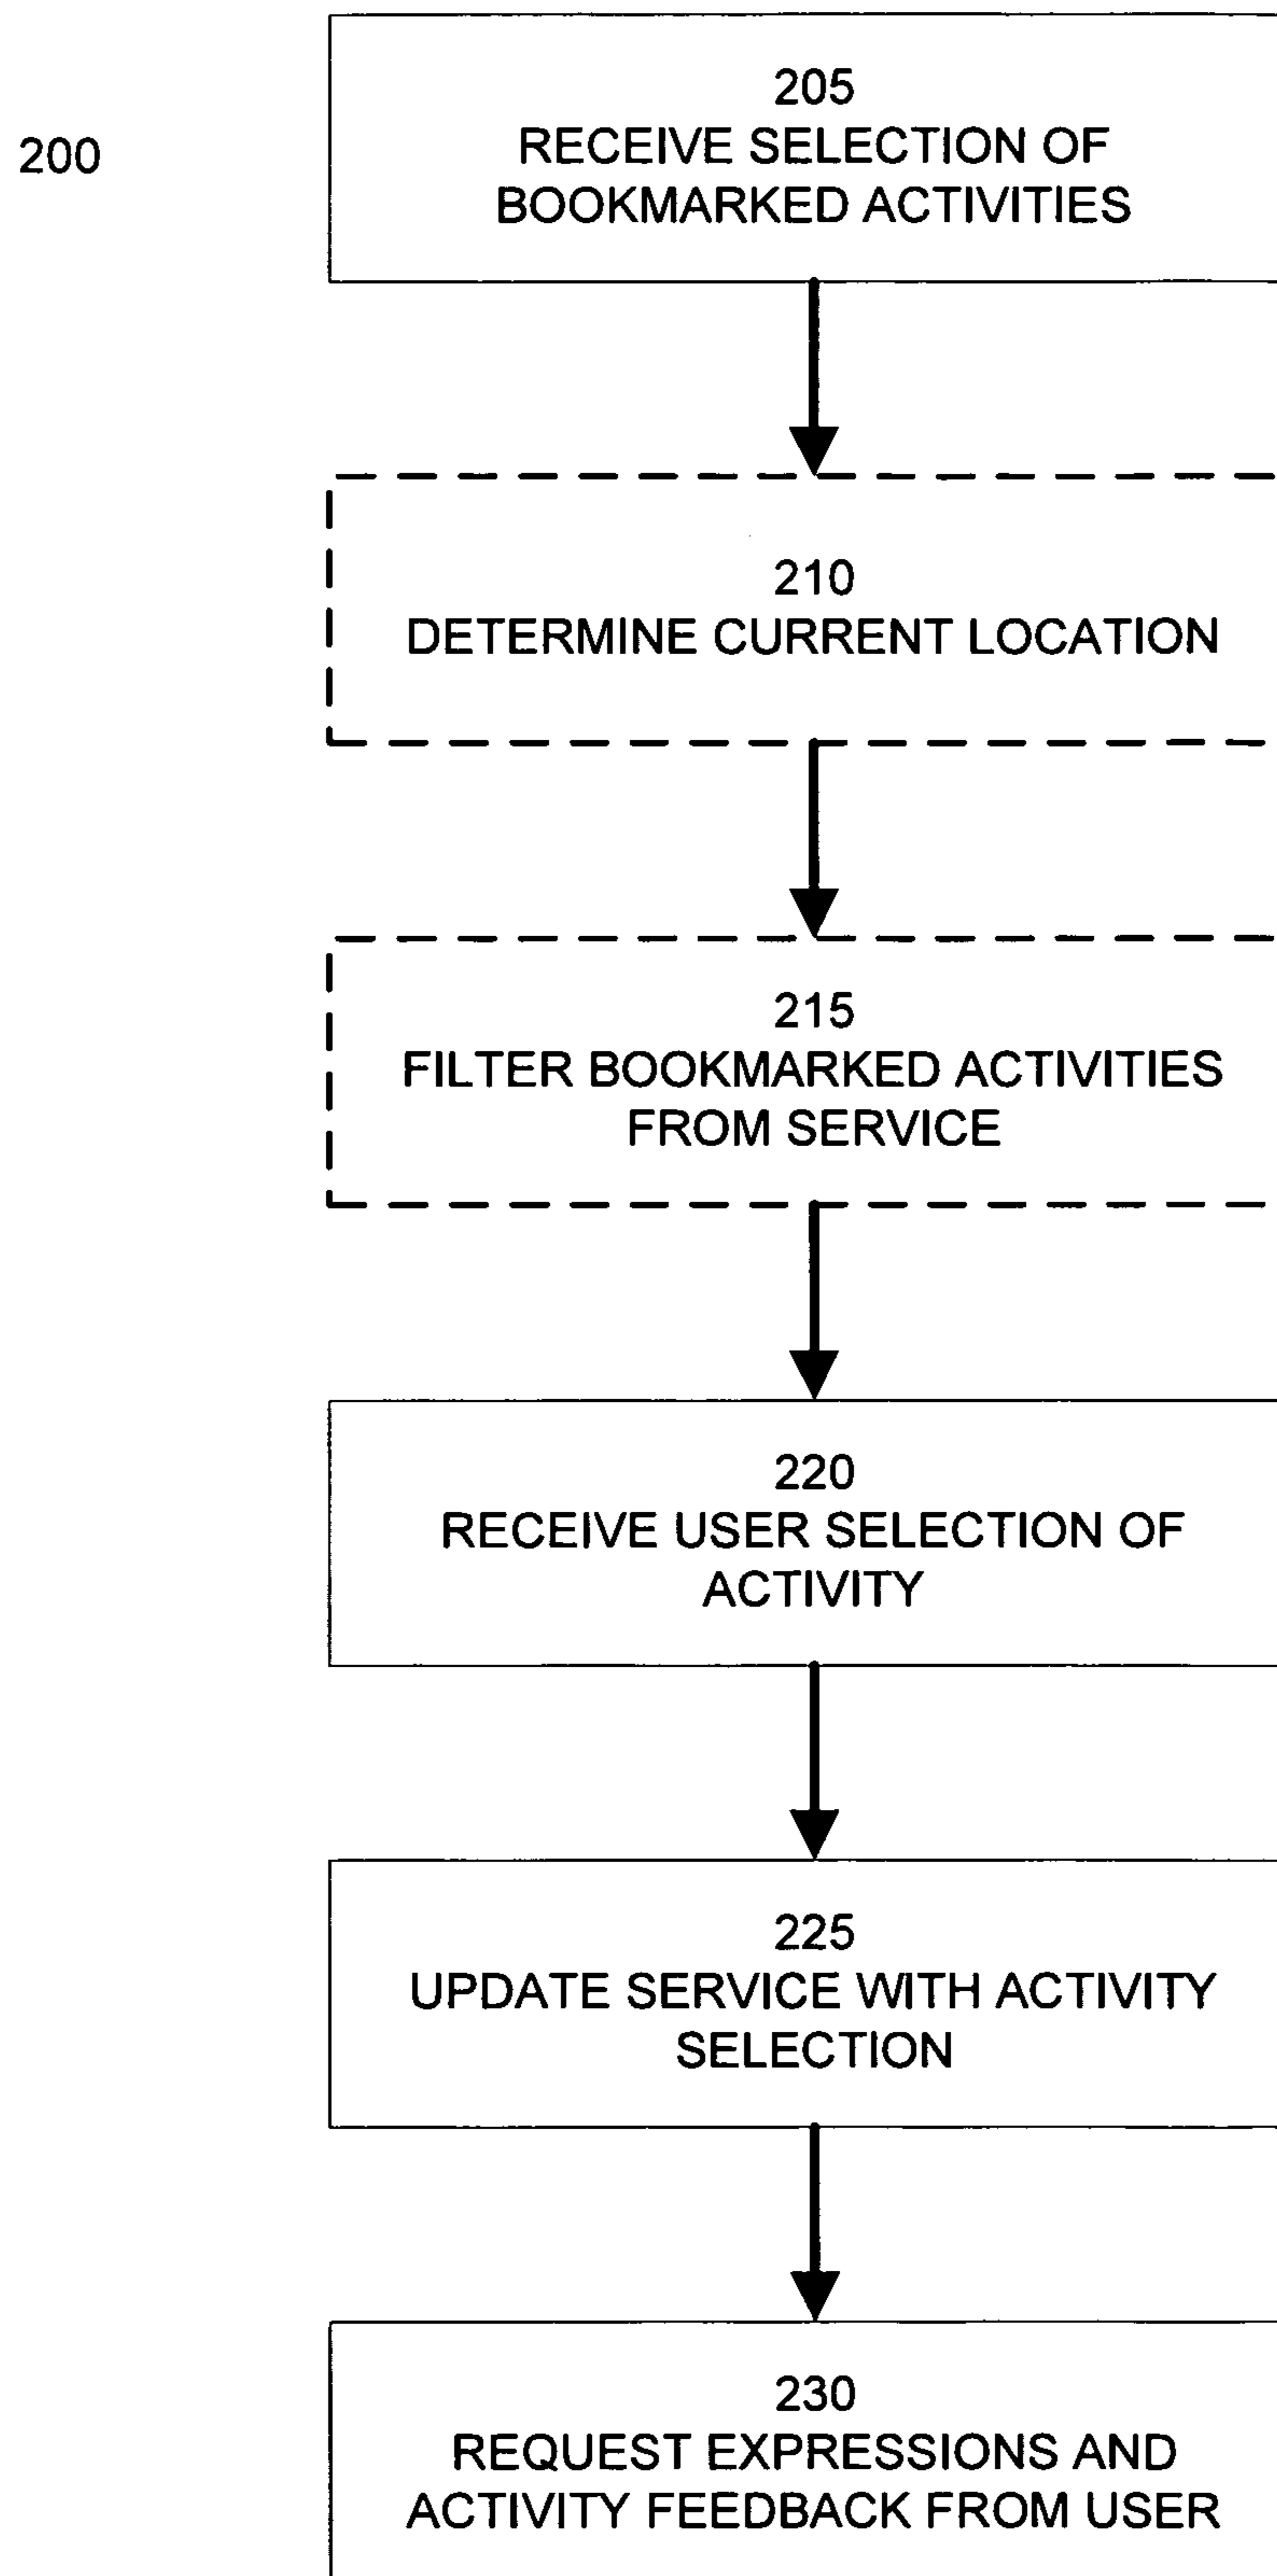 200
205
RECEIVE SELECTION OF
BOOKMARKED ACTIVITIES
210
DETERMINE CURRENT LOCATION
215
FILTER BOOKMARKED ACTIVITIES
FROM SERVICE
220
RECEIVE USER SELECTION OF
ACTIVITY
225
UPDATE SERVICE WITH ACTIVITY
SELECTION
230
REQUEST EXPRESSIONS AND
ACTIVITY FEEDBACK FROM USER